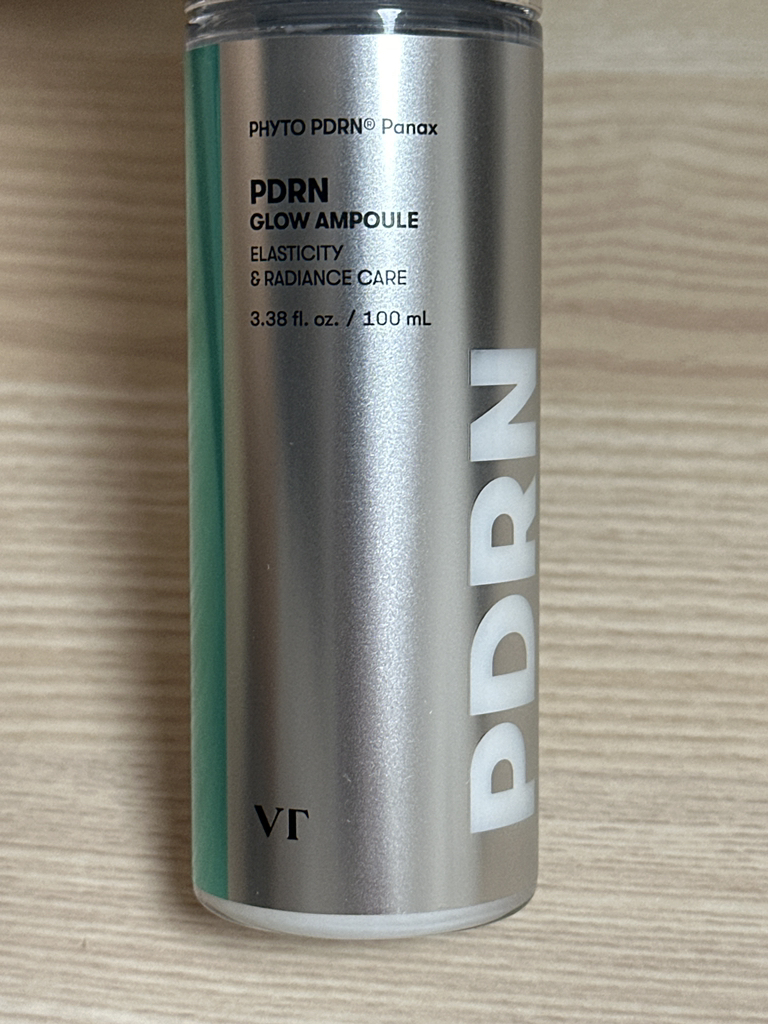 PHYTO PDRN® Panax
PDRN
GLOW AMPOULE
ELASTICITY
& RADIANCE CARE
3.38 fl. oz. / 100 mL
PDRN
VT